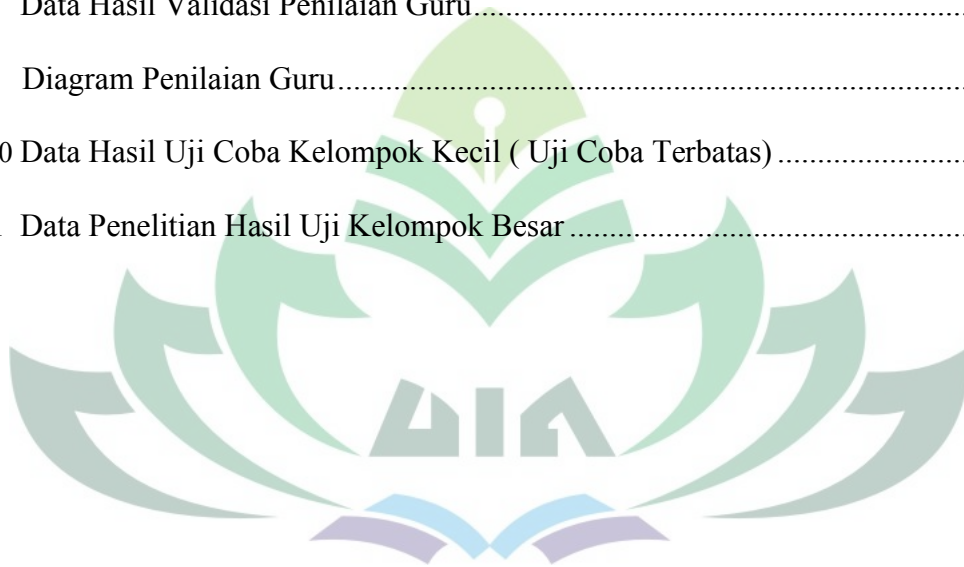 Data Hasil Validasi Penilaian Guru........................................................................
Diagram Penilaian Guru........................................................................................
0 Data Hasil Uji Coba Kelompok Kecil ( Uji Coba Terbatas) ........................
Data Penelitian Hasil Uji Kelompok Besar ..................................................
UIN